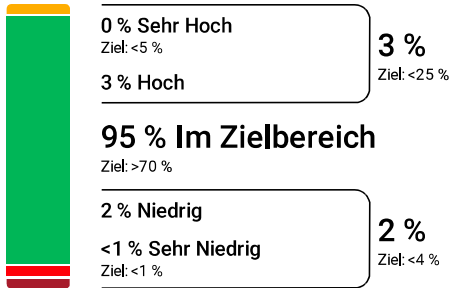 0 % Sehr Hoch
Ziel: <5 %
3 % Hoch
3 %
Ziel: <25 %
95 % Im Zielbereich
Ziel: >70 %
2 % Niedrig
<1 % Sehr Niedrig
Ziel: <1 %
2 %
Ziel: <4 %